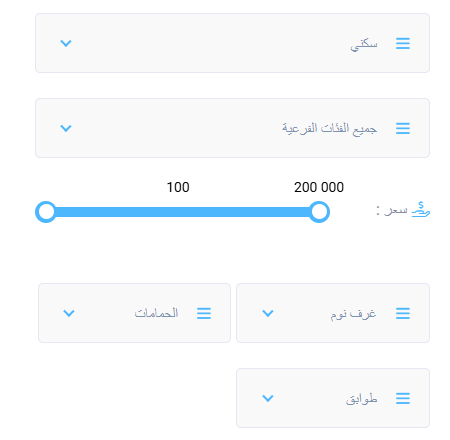 سكني
جميع الفئات الفرعية
100
200 000
سعر :
غرف نوم
الحمامات
طوابق